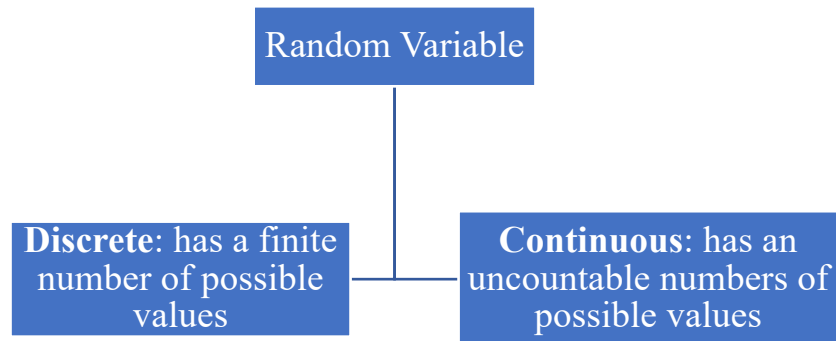 Random Variable
Discrete: has a finite
number of possible
values
Continuous: has an
uncountable numbers of
possible values